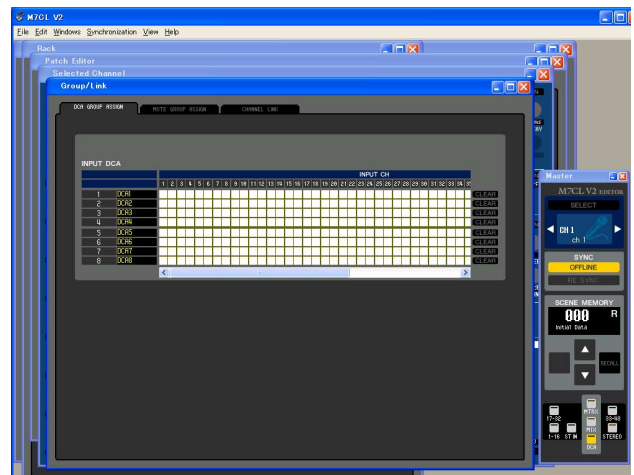 M7CL V2
File Edit Windows Synchronization View Help
Rack
Patch Editor
Selected Channel
Group/Link
DCA GROUP ASSIGN MUTE GROUP ASSIGN CHANNEL LINK
INPUT DCA
INPUT CH
1 2 3 4 5 6 7 8 9 10 11 12 13 14 15 16 17 18 19 20 21 22 23 24 25 26 27 28 29 30 31 32 33 34 35
1 DCA1 CLEAR
2 DCA2 CLEAR
3 DCA3 CLEAR
4 DCA4 CLEAR
5 DCA5 CLEAR
6 DCA6 CLEAR
7 DCA7 CLEAR
8 DCA8 CLEAR
Master
M7CL V2 EDITOR
SELECT
CH 1
ch 1
SYNC
OFFLINE
RE SYNC
SCENE MEMORY
000 R
Initial Data
RECALL
MTRX
17-32 33-48
MIX
1-16 ST IN STEREO
DCA